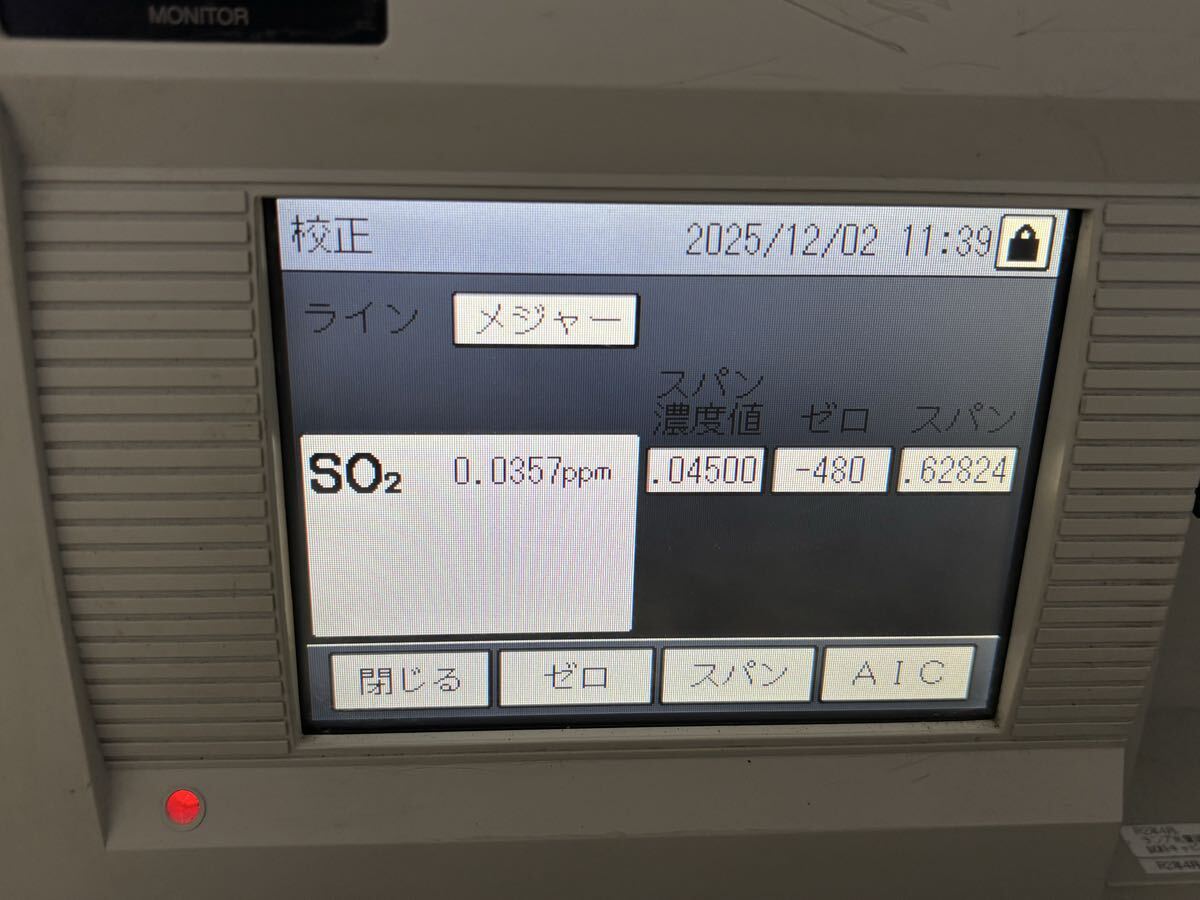 MONITOR
校正 2025/12/02 11:39
ライン メジャー
スパン
濃度値 ゼロ スパン
SO₂ 0.0357ppm .04500 -480 .62824
閉じる ゼロ スパン AIC